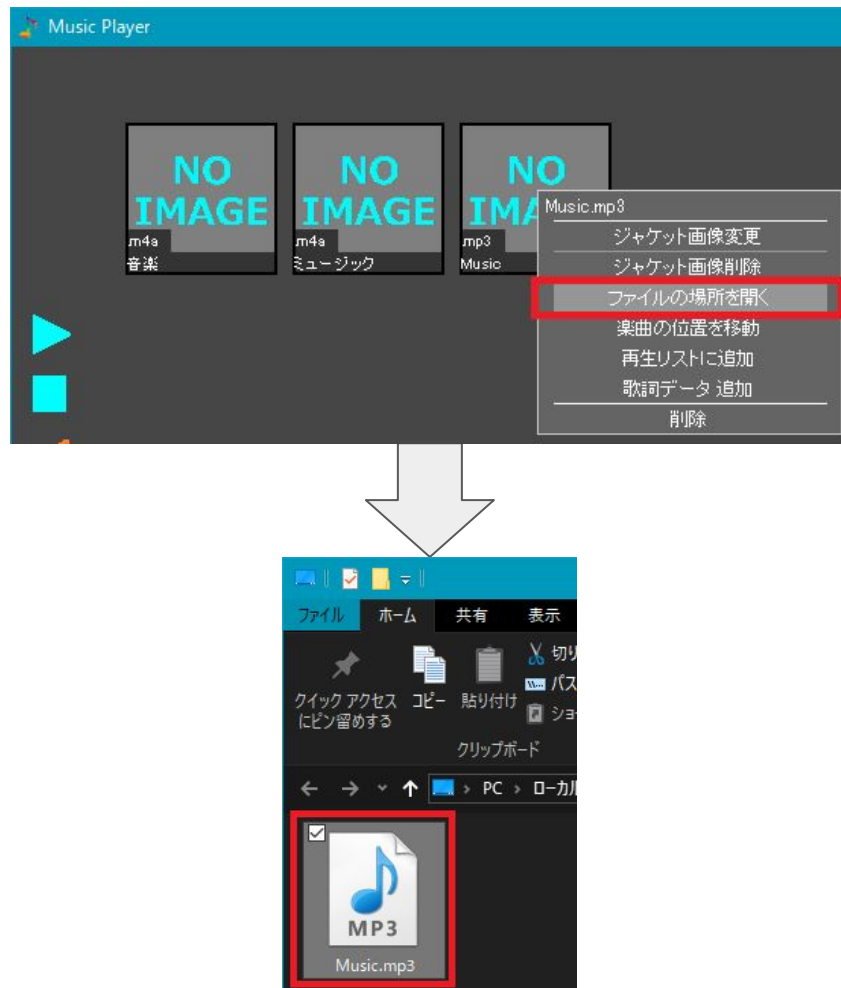 Music Player
NO IMAGE
m4a
音楽
NO IMAGE
m4a
ミュージック
NO
mp3
Music
Music.mp3
ジャケット画像変更
ジャケット画像削除
ファイルの場所を開く
楽曲の位置を移動
再生リストに追加
歌詞データ 追加
削除
ファイル ホーム 共有 表示
クイック アクセス
にピン留めする
コピー
貼り付け
クリップボード
PC
MP3
Music.mp3